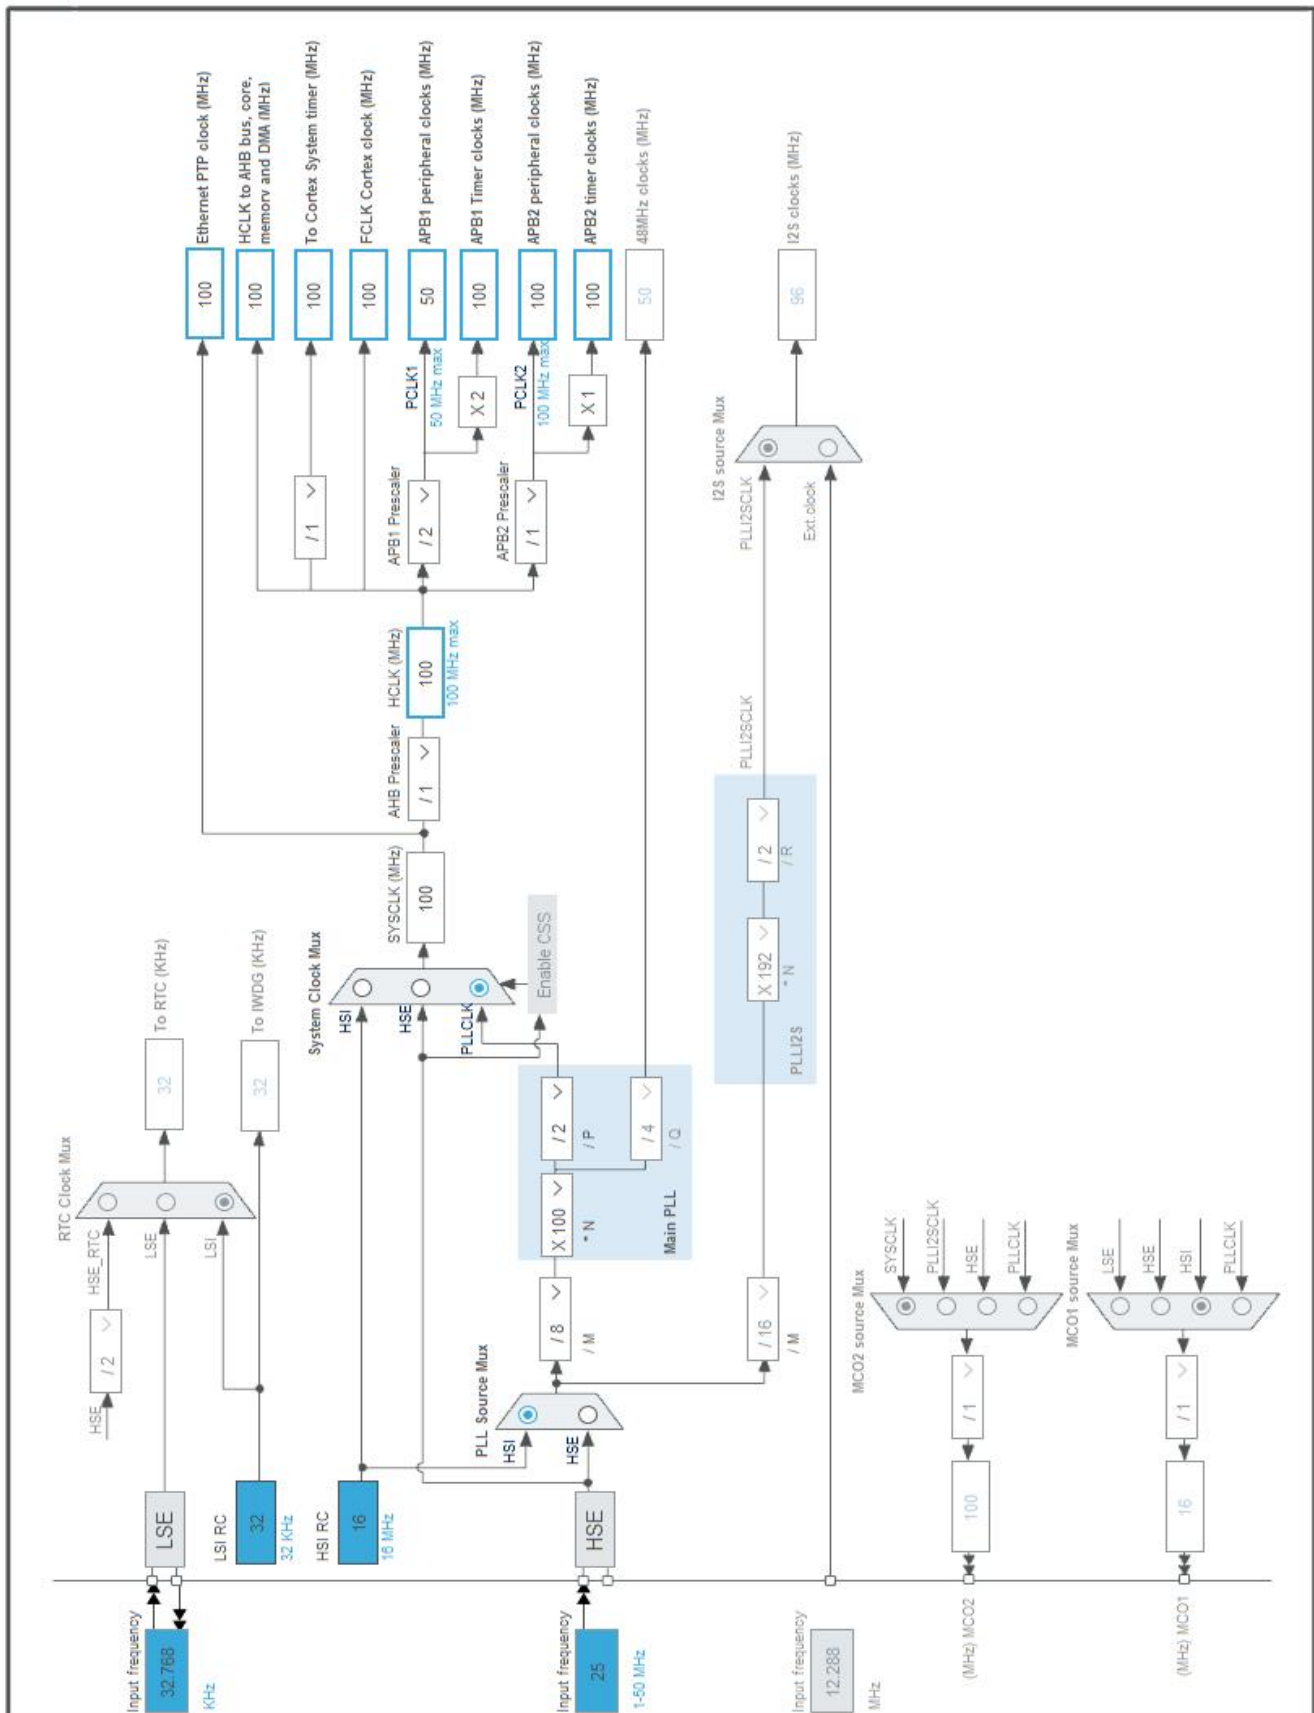 RTC Clock Mux
HSE
/ 2
HSE_RTC
LSE
LSI
32
To RTC (KHz)
32
To IWDG (KHz)
Input frequency
32.768
KHz
LSE
LSI RC
32
32 KHz
HSI RC
16
16 MHz
Input frequency
25
1-50 MHz
HSE
PLL Source Mux
HSI
HSE
/ 8
/ M
X 100
* N
/ 2
/ P
/ 4
/ Q
Main PLL
System Clock Mux
HSI
HSE
PLLCLK
Enable CSS
SYSCLK (MHz)
100
AHB Prescaler
/ 1
HCLK (MHz)
100
100 MHz max
/ 1
APB1 Prescaler
/ 2
PCLK1
50 MHz max
X 2
APB2 Prescaler
/ 1
PCLK2
100 MHz max
X 1
100
Ethernet PTP clock (MHz)
100
HCLK to AHB bus, core,
memory and DMA (MHz)
100
To Cortex System timer (MHz)
100
FCLK Cortex clock (MHz)
50
APB1 peripheral clocks (MHz)
100
APB1 Timer clocks (MHz)
100
APB2 peripheral clocks (MHz)
100
APB2 timer clocks (MHz)
50
48MHz clocks (MHz)
/ 16
/ M
X 192
* N
/ 2
/ R
PLLI2S
PLLI2SCLK
PLLI2SCLK
I2S source Mux
Ext.clock
96
I2S clocks (MHz)
Input frequency
12.288
MHz
MCO2 source Mux
SYSCLK
PLLI2SCLK
HSE
PLLCLK
/ 1
100
(MHz) MCO2
MCO1 source Mux
LSE
HSE
HSI
PLLCLK
/ 1
16
(MHz) MCO1